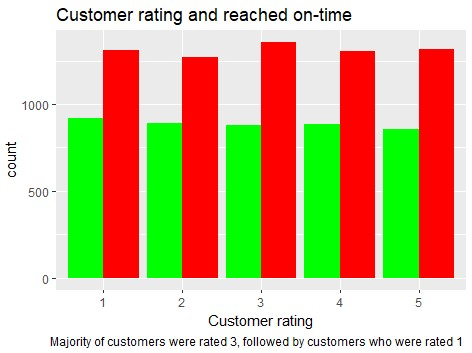 Customer rating and reached on-time
count
1000
500
0
1 2 3 4 5
Customer rating
Majority of customers were rated 3, followed by customers who were rated 1